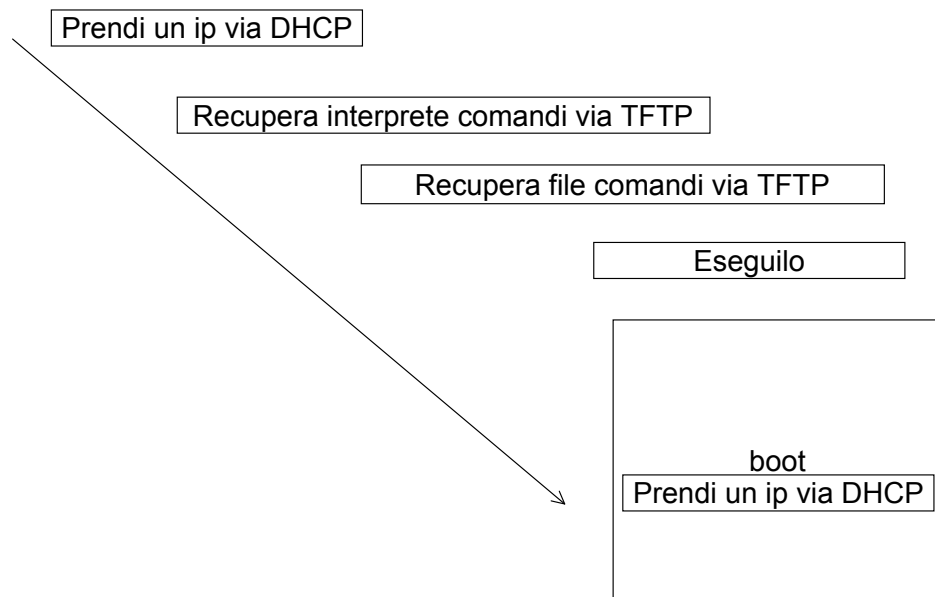 Prendi un ip via DHCP
Recupera interprete comandi via TFTP
Recupera file comandi via TFTP
Eseguilo
boot
Prendi un ip via DHCP